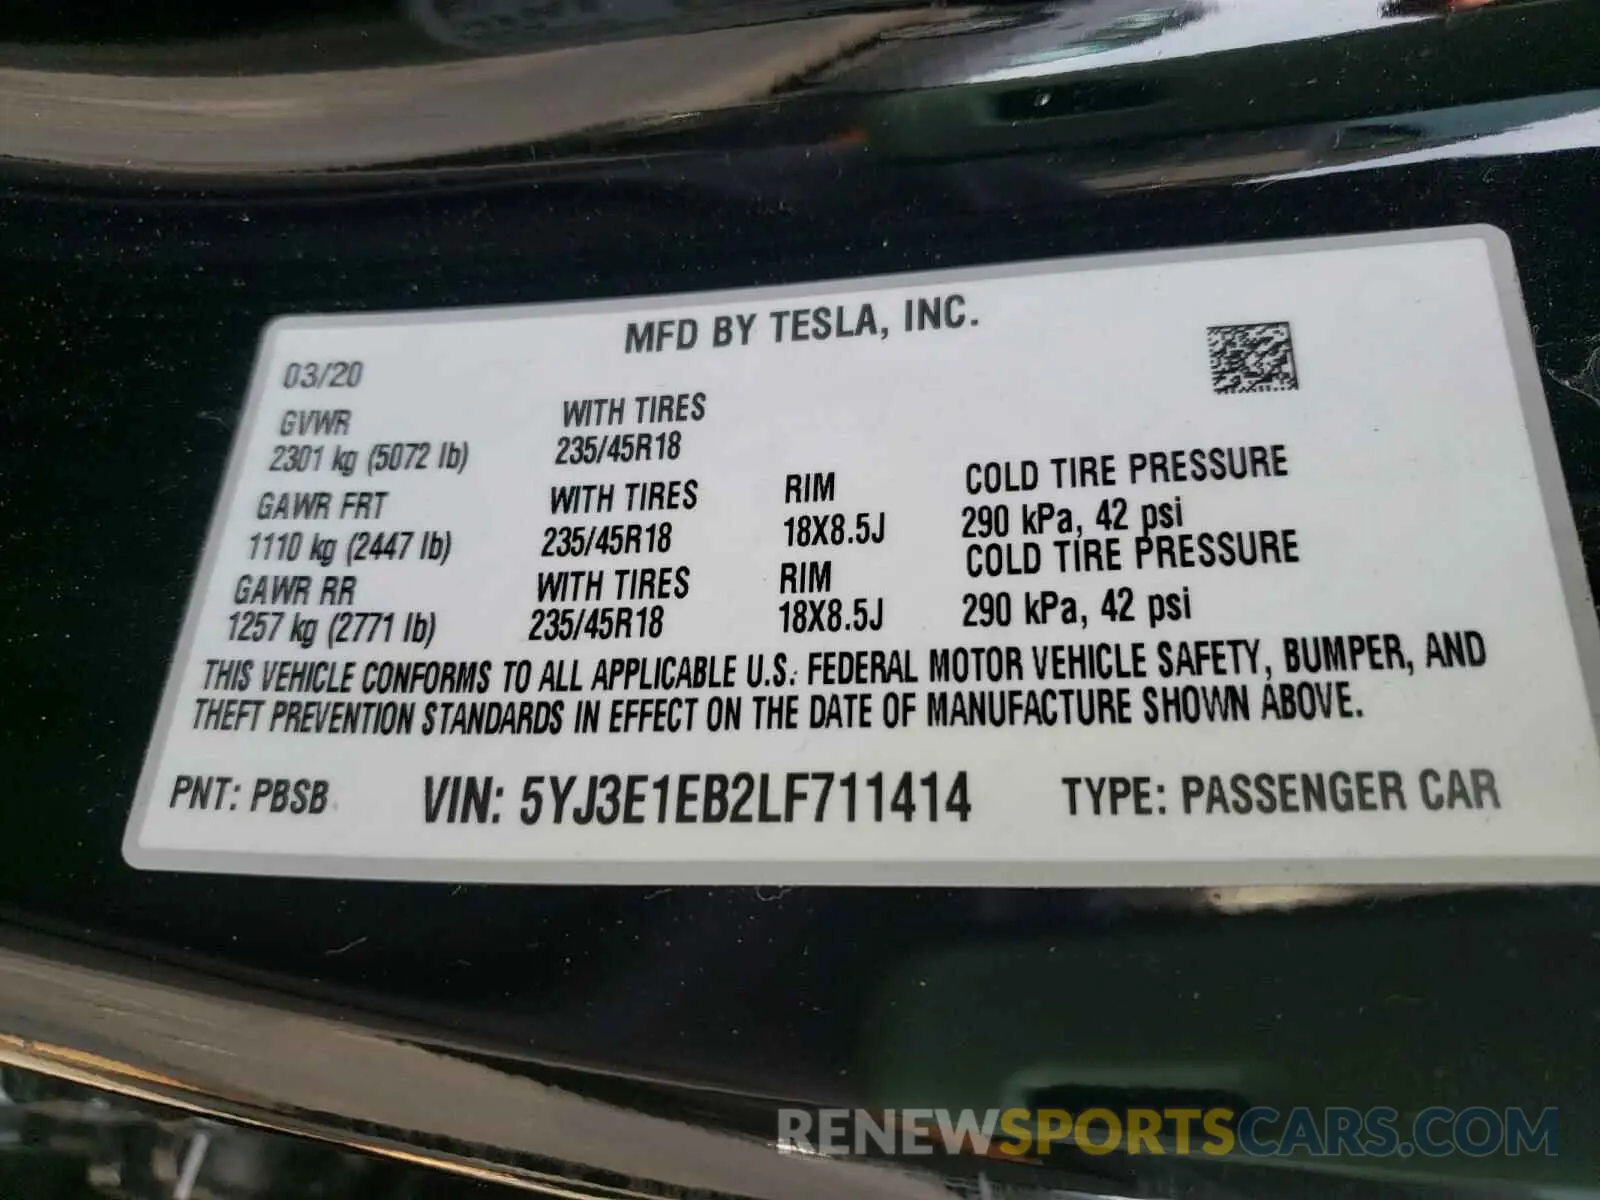 MFD BY TESLA, INC.
03/20
GVWR WITH TIRES
2301 kg (5072 lb) 235/45R18
GAWR FRT WITH TIRES RIM COLD TIRE PRESSURE
1110 kg (2447 lb) 235/45R18 18X8.5J 290 kPa, 42 psi
GAWR RR WITH TIRES RIM COLD TIRE PRESSURE
1257 kg (2771 lb) 235/45R18 18X8.5J 290 kPa, 42 psi
THIS VEHICLE CONFORMS TO ALL APPLICABLE U.S. FEDERAL MOTOR VEHICLE SAFETY, BUMPER, AND
THEFT PREVENTION STANDARDS IN EFFECT ON THE DATE OF MANUFACTURE SHOWN ABOVE.
PNT: PBSB VIN: 5YJ3E1EB2LF711414 TYPE: PASSENGER CAR
RENEWSPORTSCARS.COM